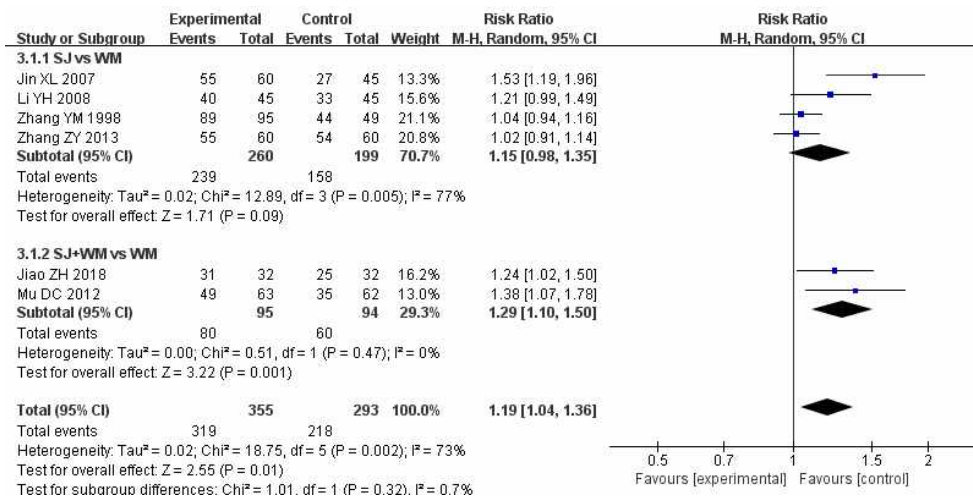 Experimental Control Risk Ratio Risk Ratio
Study or Subgroup Events Total Events Total Weight M-H, Random, 95% CI M-H, Random, 95% CI
3.1.1 SJ vs WM
Jin XL 2007 55 60 27 45 13.3% 1.53 [1.19, 1.96]
Li YH 2008 40 45 33 45 15.6% 1.21 [0.99, 1.49]
Zhang YM 1998 89 95 44 49 21.1% 1.04 [0.94, 1.16]
Zhang ZY 2013 55 60 54 60 20.8% 1.02 [0.91, 1.14]
Subtotal (95% CI) 260 199 70.7% 1.15 [0.98, 1.35]
Total events 239 158
Heterogeneity: Tau² = 0.02; Chi² = 12.89, df = 3 (P = 0.005); I² = 77%
Test for overall effect: Z = 1.71 (P = 0.09)
3.1.2 SJ+WM vs WM
Jiao ZH 2018 31 32 25 32 16.2% 1.24 [1.02, 1.50]
Mu DC 2012 49 63 35 62 13.0% 1.38 [1.07, 1.78]
Subtotal (95% CI) 95 94 29.3% 1.29 [1.10, 1.50]
Total events 80 60
Heterogeneity: Tau² = 0.00; Chi² = 0.51, df = 1 (P = 0.47); I² = 0%
Test for overall effect: Z = 3.22 (P = 0.001)
Total (95% CI) 355 293 100.0% 1.19 [1.04, 1.36]
Total events 319 218
Heterogeneity: Tau² = 0.02; Chi² = 18.75, df = 5 (P = 0.002); I² = 73%
Test for overall effect: Z = 2.55 (P = 0.01)
Test for subgroup differences: Chi² = 1.01, df = 1 (P = 0.32), I² = 0.7%
0.5 0.7 1 1.5 2
Favours [experimental] Favours [control]